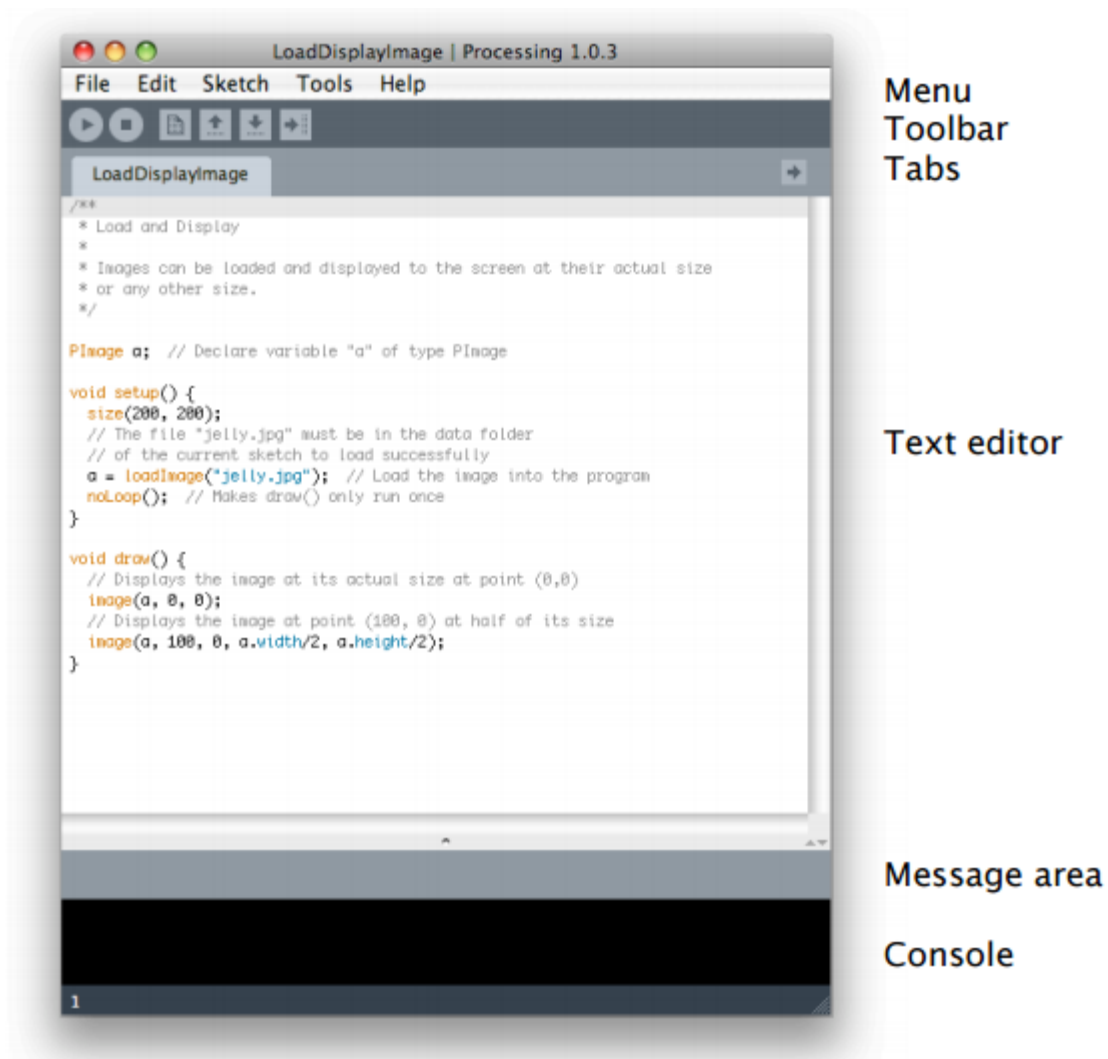 LoadDisplayImage | Processing 1.0.3
File Edit Sketch Tools Help
Menu
Toolbar
LoadDisplayImage
Tabs
/**
 * Load and Display
 *
 * Images can be loaded and displayed to the screen at their actual size
 * or any other size.
 */
PImage a;  // Declare variable "a" of type PImage
void setup() {
  size(200, 200);
  // The file "jelly.jpg" must be in the data folder
  // of the current sketch to load successfully
  a = loadImage("jelly.jpg");  // Load the image into the program
  noLoop();  // Makes draw() only run once
}
void draw() {
  // Displays the image at its actual size at point (0,0)
  image(a, 0, 0);
  // Displays the image at point (100, 0) at half of its size
  image(a, 100, 0, a.width/2, a.height/2);
}
Text editor
Message area
Console
1